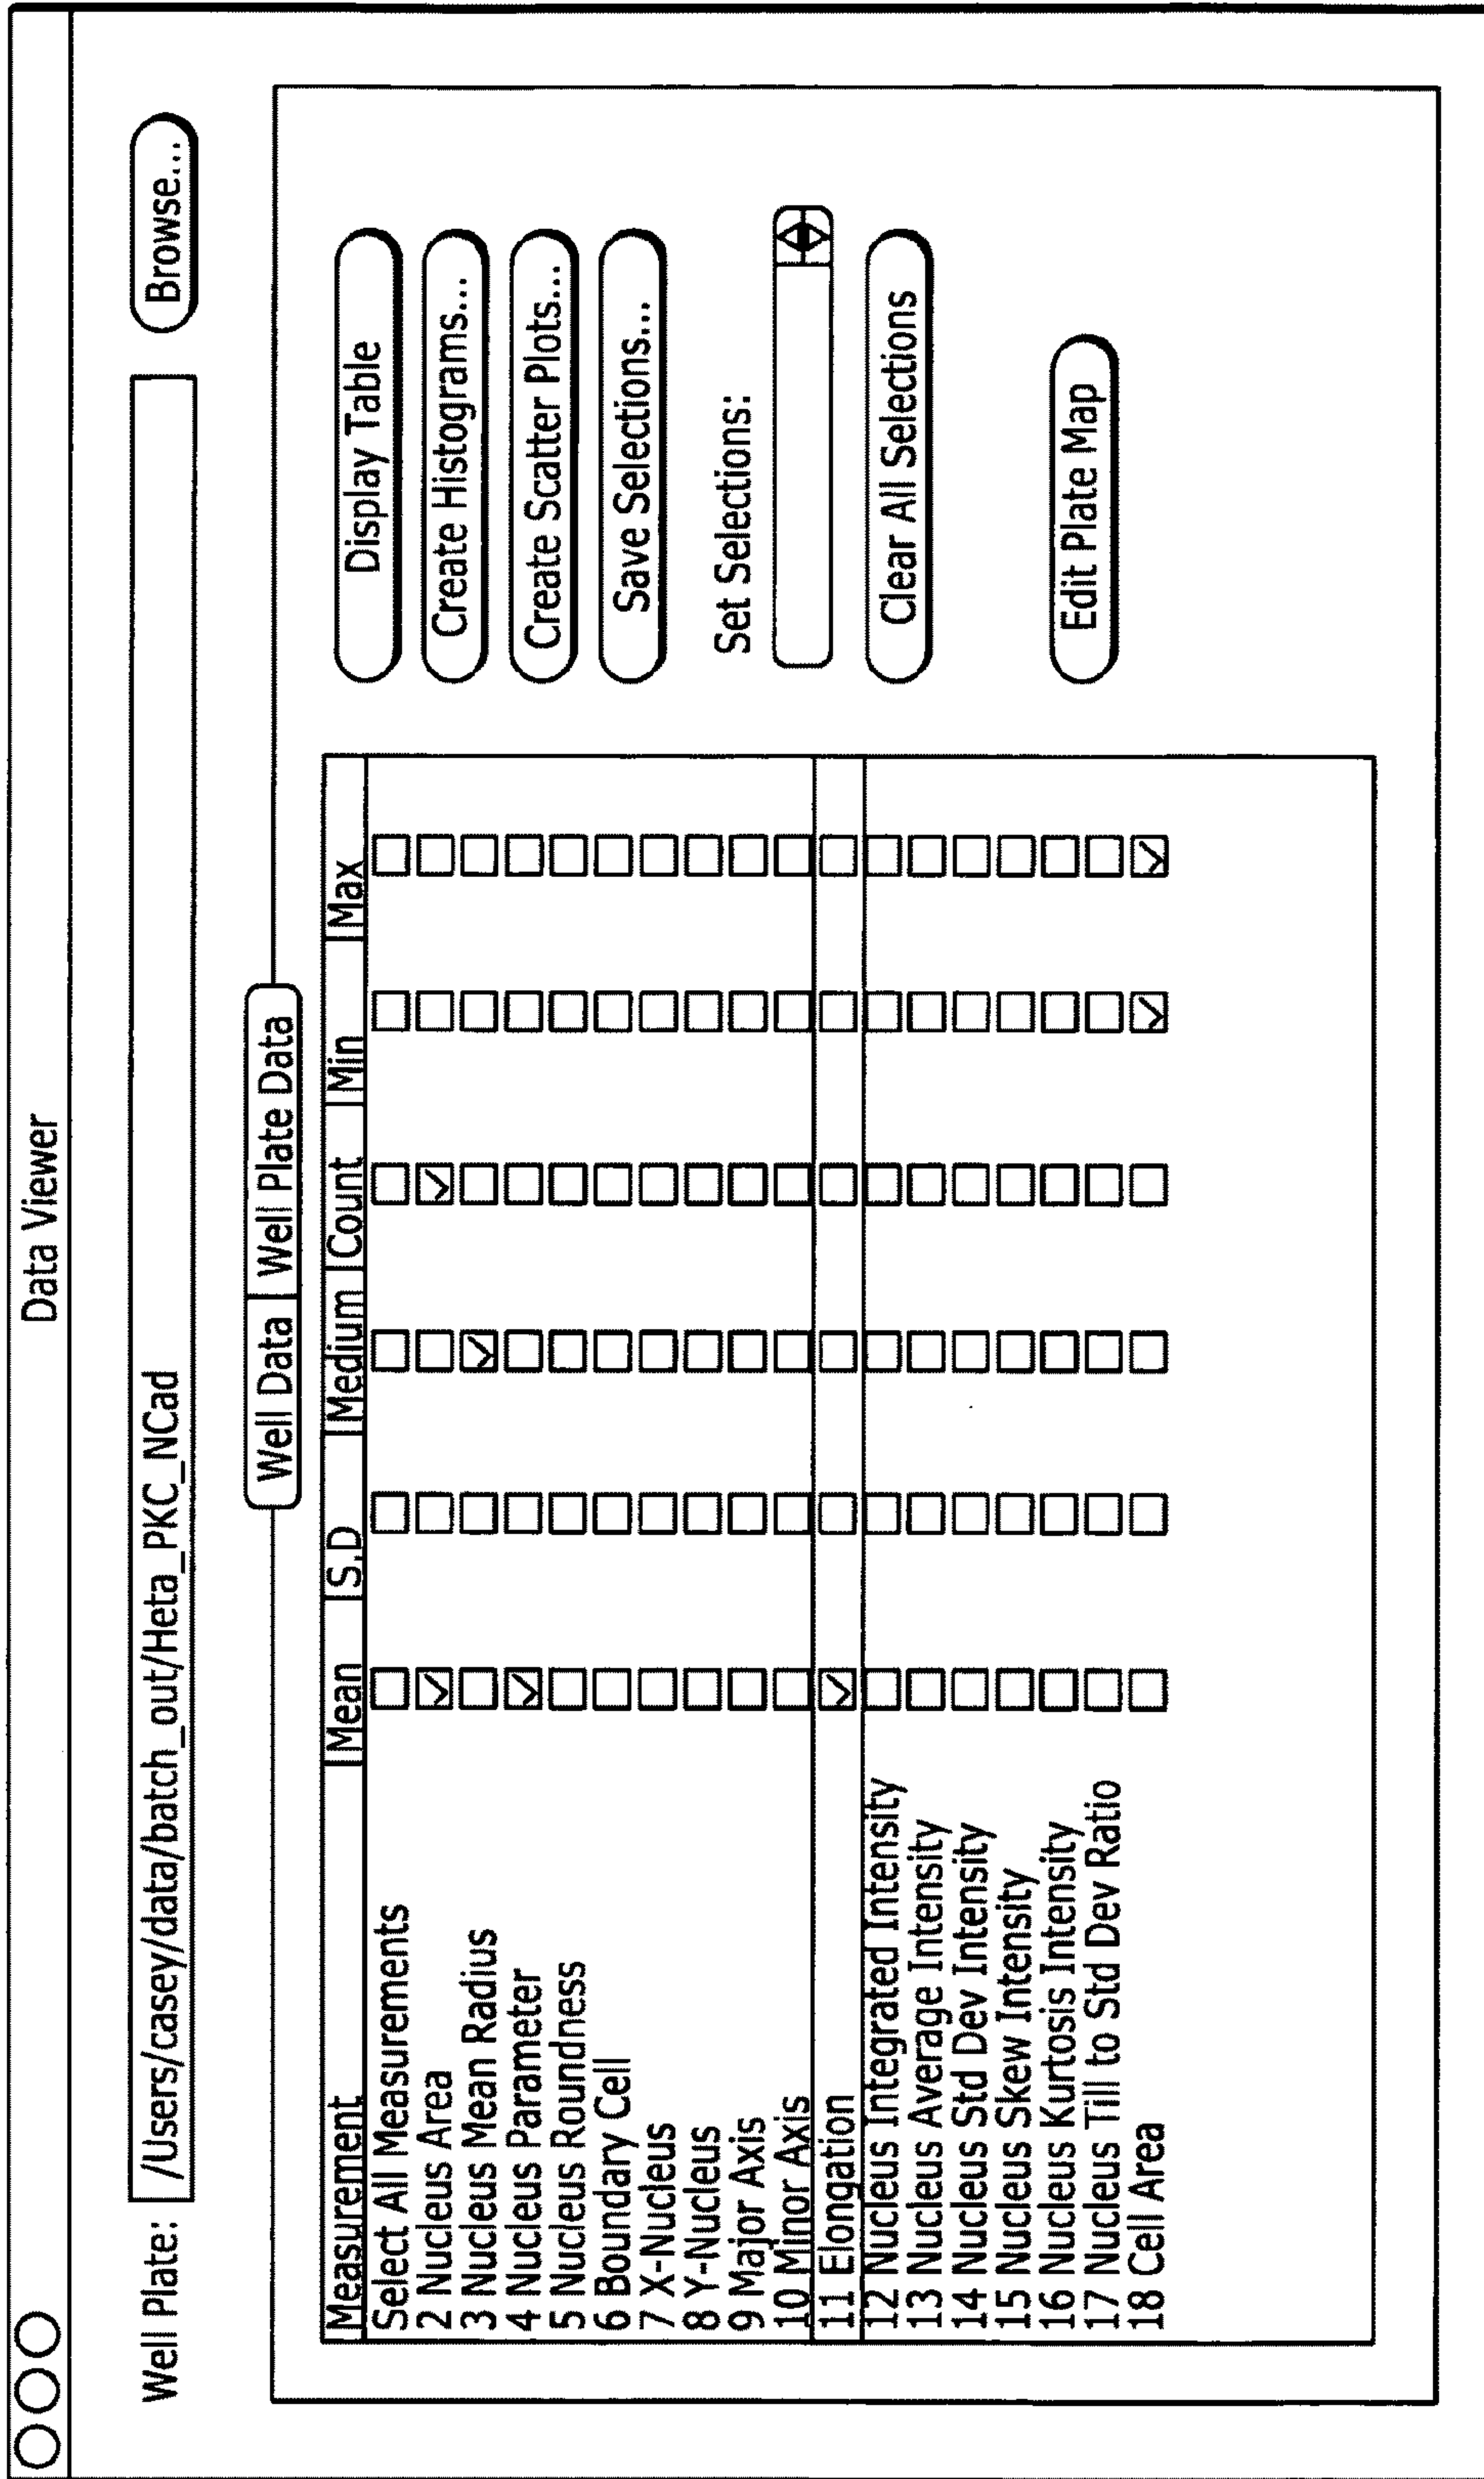 Data Viewer
Well Plate: /Users/casey/data/batch_out/Heta_PKC_NCad Browse...
Well Data Well Plate Data
Measurement Mean S.D Medium Count Min Max
Select All Measurements
2 Nucleus Area
3 Nucleus Mean Radius
4 Nucleus Parameter
5 Nucleus Roundness
6 Boundary Cell
7 X-Nucleus
8 Y-Nucleus
9 Major Axis
10 Minor Axis
11 Elongation
12 Nucleus Integrated Intensity
13 Nucleus Average Intensity
14 Nucleus Std Dev Intensity
15 Nucleus Skew Intensity
16 Nucleus Kurtosis Intensity
17 Nucleus Till to Std Dev Ratio
18 Cell Area
Display Table
Create Histograms...
Create Scatter Plots...
Save Selections...
Set Selections:
Clear All Selections
Edit Plate Map